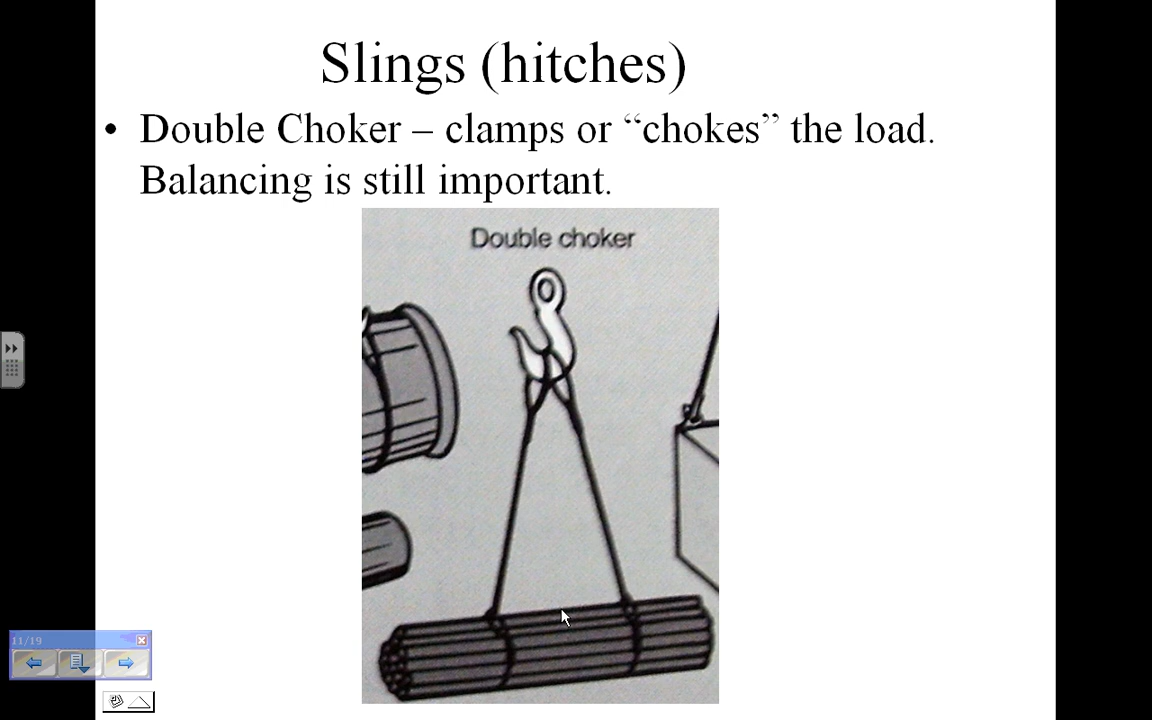 Slings (hitches)
• Double Choker – clamps or “chokes” the load.
Balancing is still important.
Double choker
11/19